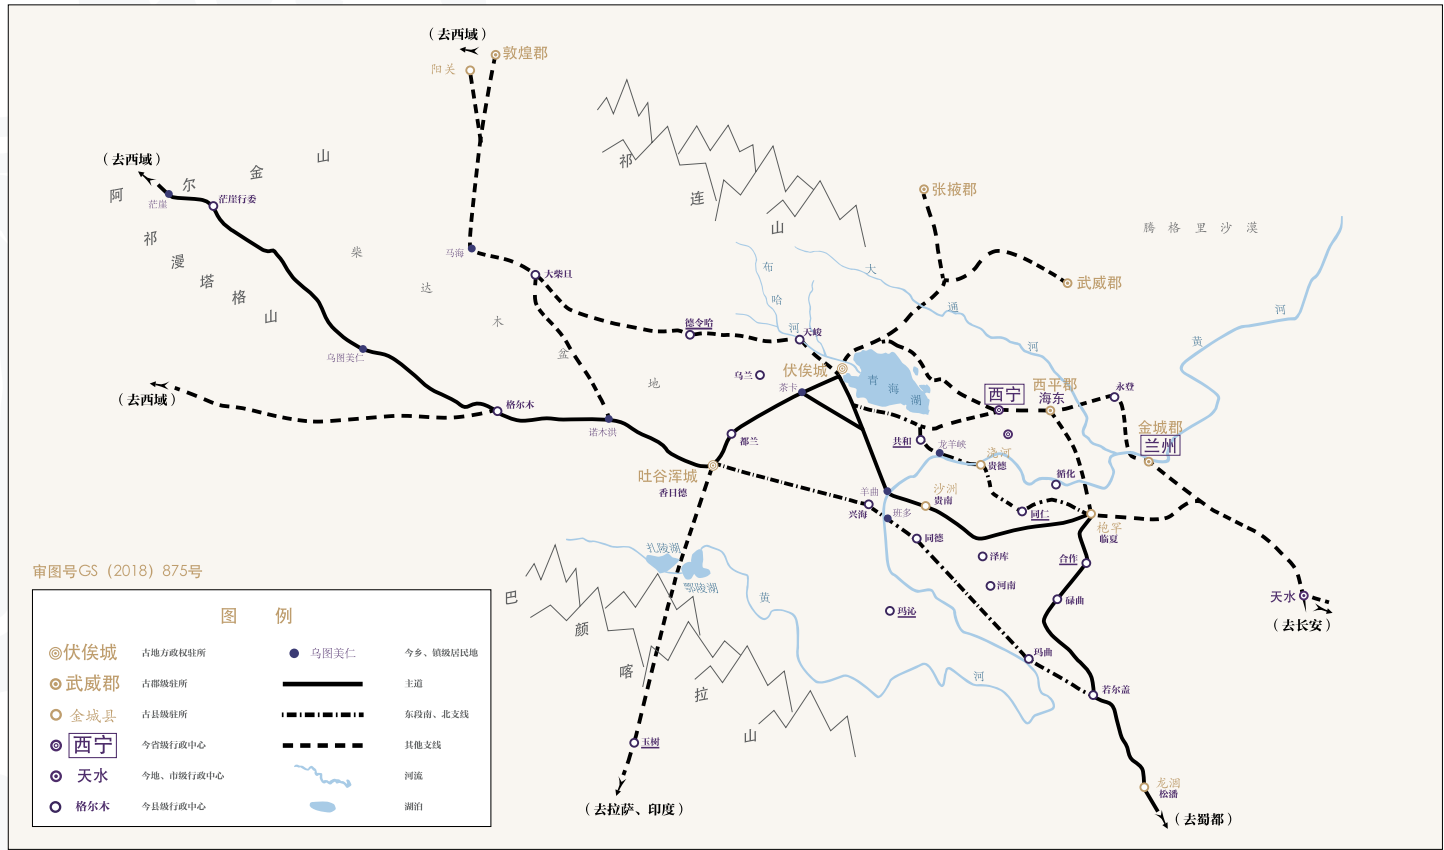 (去西域)
敦煌郡
阳关
(去西域)
阿 尔 金 山
茫崖
茫崖行委
祁 漫 塔 格 山
柴 达 木 盆 地
祁 连 山
马海
大柴旦
张掖郡
武威郡
腾 格 里 沙 漠
布 哈 河
大 通 河
黄 河
德令哈
天峻
乌图美仁
乌兰
伏俟城
茶卡
青 海 湖
西宁
西平郡
海东
永登
(去西域)
格尔木
诺木洪
都兰
共和
龙羊峡
金城郡
兰州
浇河
贵德
吐谷浑城
香日德
循化
羊曲
沙洲
贵南
兴海
班多
同仁
枹罕
临夏
同德
扎陵湖
鄂陵湖
泽库
合作
河南
黄 河
玛沁
碌曲
天水
(去长安)
巴 颜 喀 拉 山
玛曲
若尔盖
玉树
龙涸
松潘
(去拉萨、印度)
(去蜀都)
审图号GS（2018）875号
图 例
伏俟城 古地方政权驻所
乌图美仁 今乡、镇级居民地
武威郡 古郡级驻所
主道
金城县 古县级驻所
东段南、北支线
西宁 今省级行政中心
其他支线
天水 今地、市级行政中心
河流
格尔木 今县级行政中心
湖泊